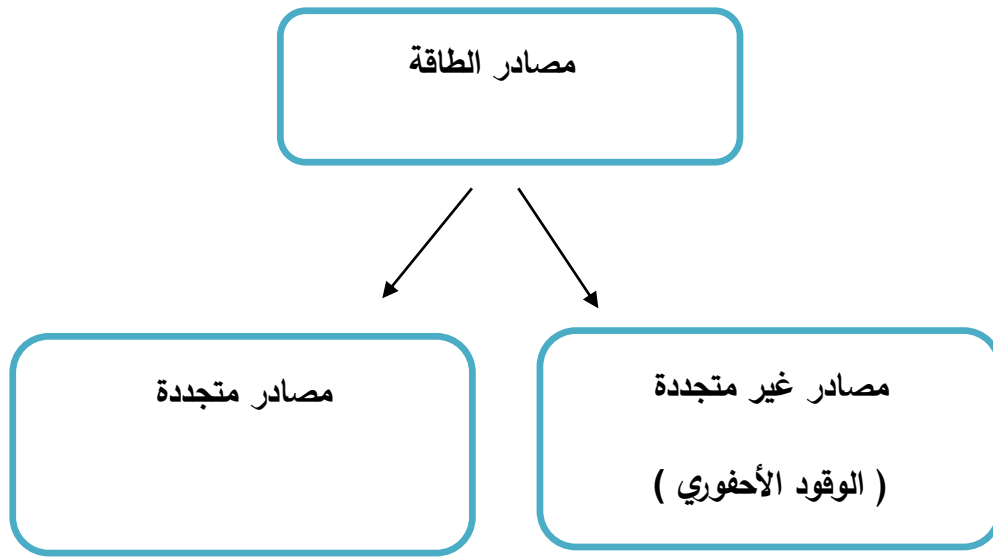 مصادر الطاقة
مصادر غير متجددة
( الوقود الأحفوري )
مصادر متجددة